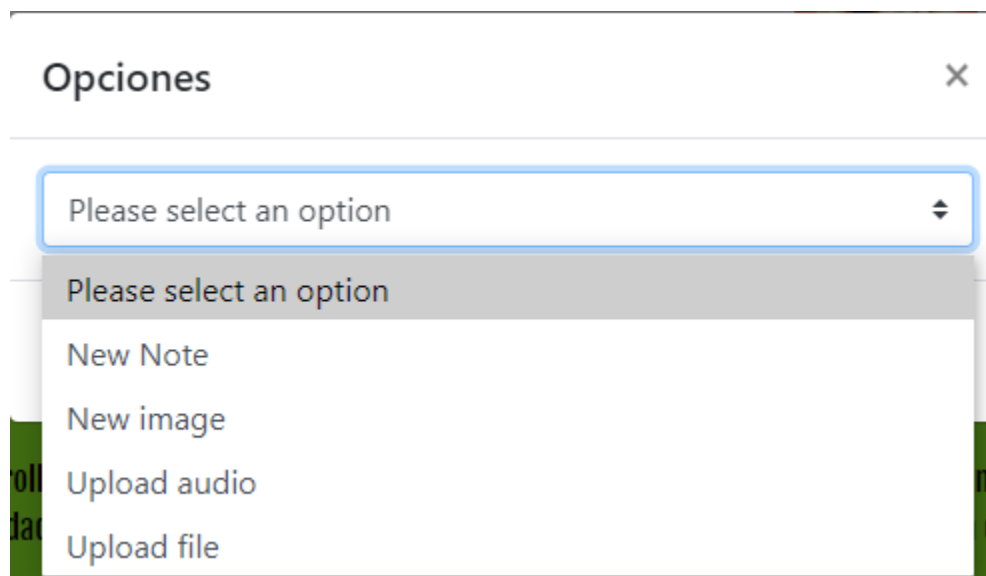 Opciones
×
Please select an option
Please select an option
New Note
New image
Upload audio
Upload file